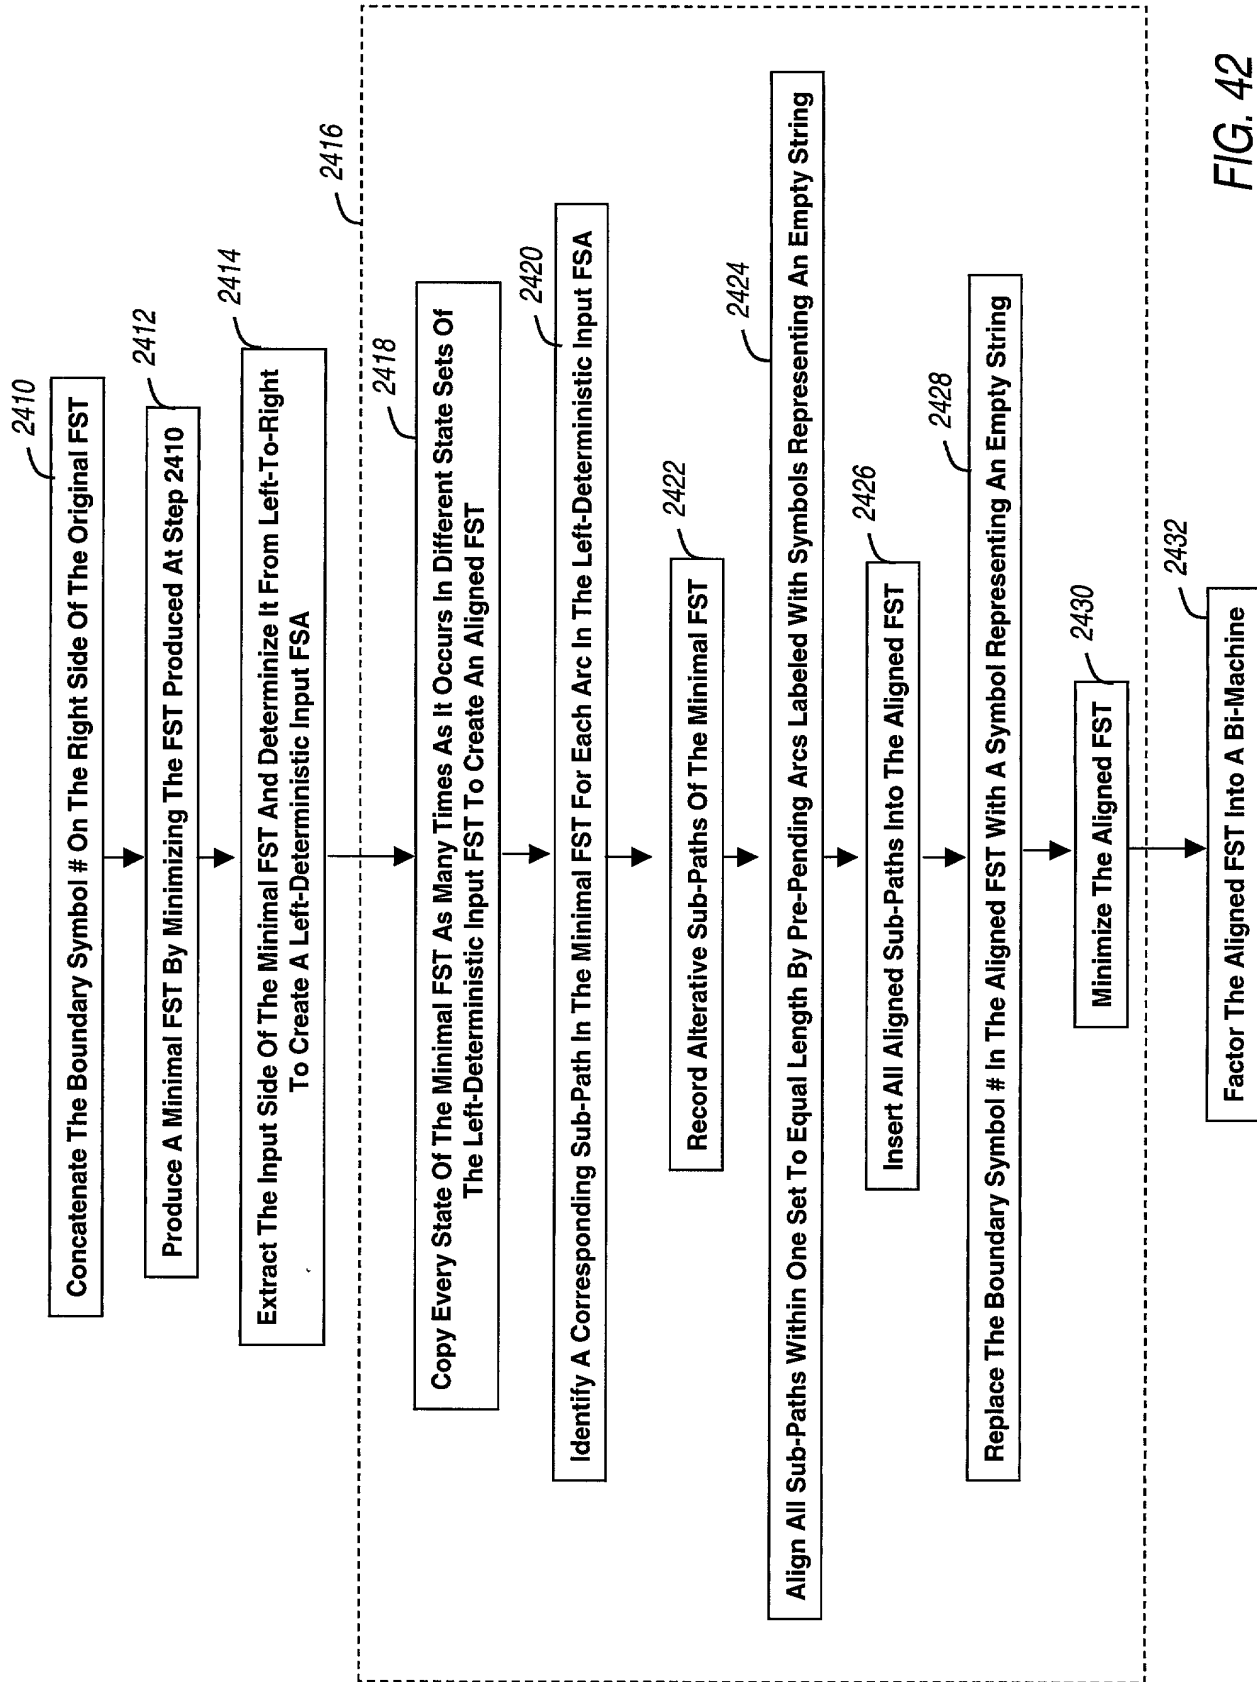 2410
Concatenate The Boundary Symbol # On The Right Side Of The Original FST
2412
Produce A Minimal FST By Minimizing The FST Produced At Step 2410
2414
Extract The Input Side Of The Minimal FST And Determinize It From Left-To-Right
To Create A Left-Deterministic Input FSA
2416
2418
Copy Every State Of The Minimal FST As Many Times As It Occurs In Different State Sets Of
The Left-Deterministic Input FST To Create An Aligned FST
2420
Identify A Corresponding Sub-Path In The Minimal FST For Each Arc In The Left-Deterministic Input FSA
2422
Record Alterative Sub-Paths Of The Minimal FST
2424
Align All Sub-Paths Within One Set To Equal Length By Pre-Pending Arcs Labeled With Symbols Representing An Empty String
2426
Insert All Aligned Sub-Paths Into The Aligned FST
2428
Replace The Boundary Symbol # In The Aligned FST With A Symbol Representing An Empty String
2430
Minimize The Aligned FST
2432
Factor The Aligned FST Into A Bi-Machine
FIG. 42